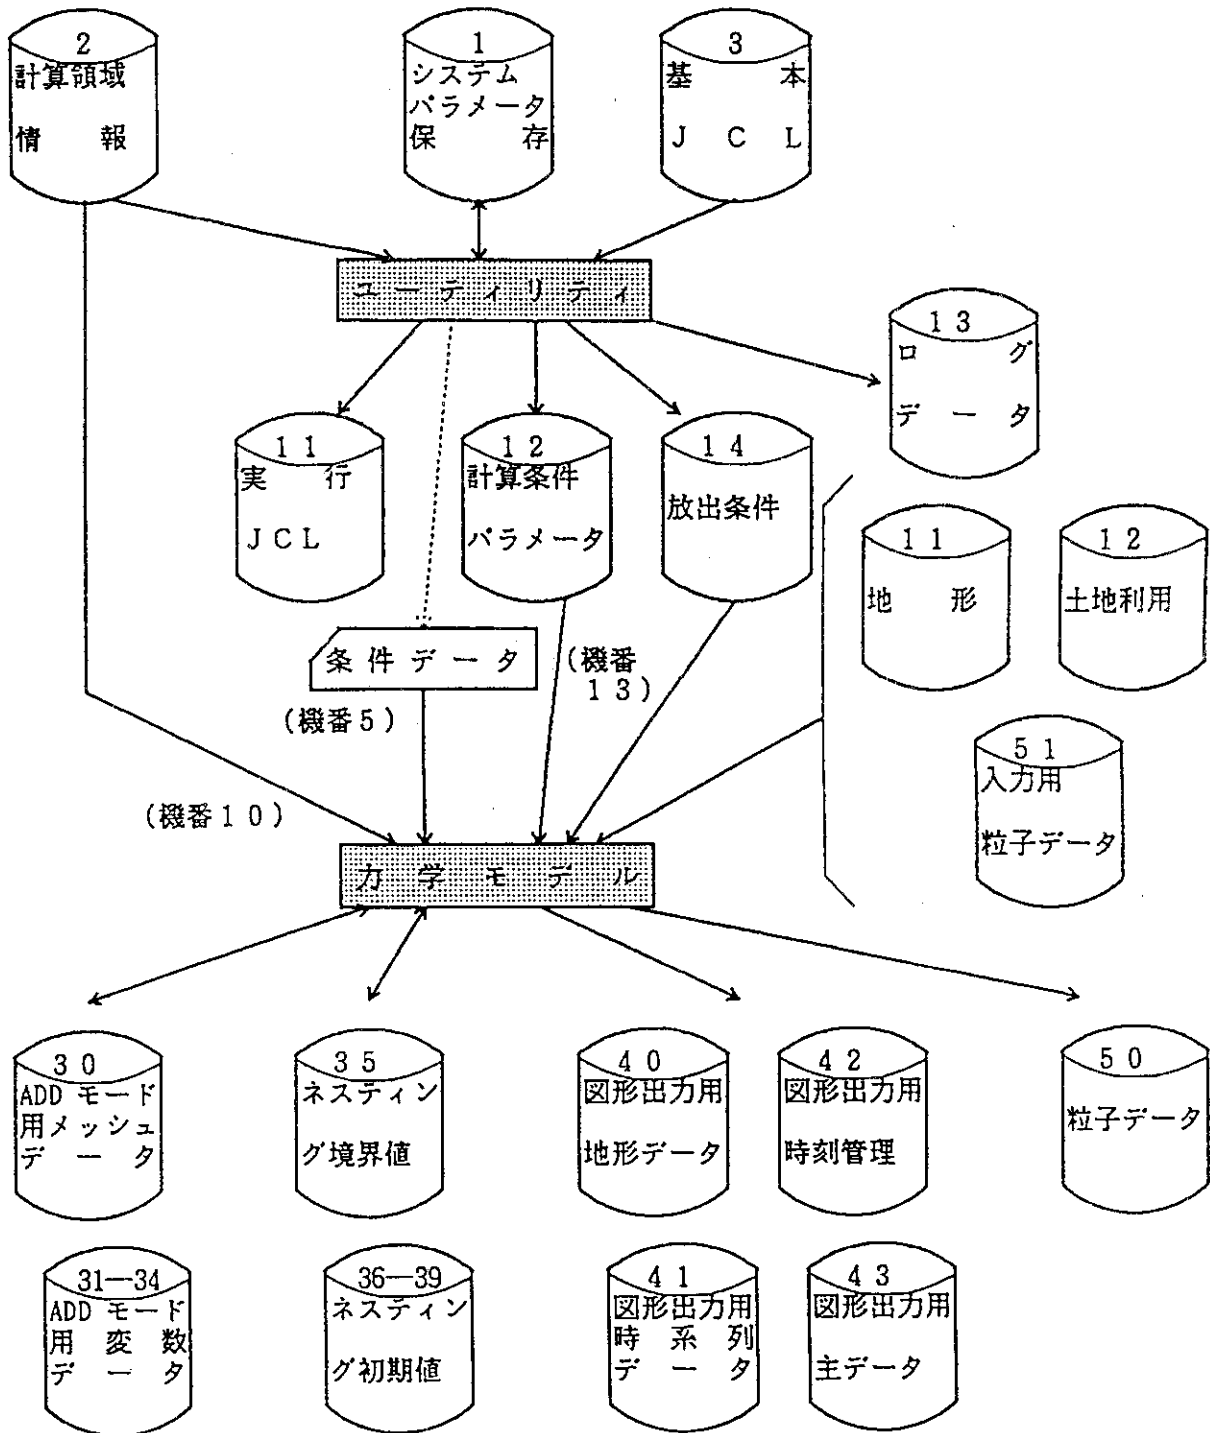 2
計算領域
情報
1
システム
パラメータ
保存
3
基本
JCL
ユーティリティ
13
ログ
データ
11
実行
JCL
12
計算条件
パラメータ
14
放出条件
11
地形
12
土地利用
条件データ
(機番
13)
(機番5)
51
入力用
粒子データ
(機番10)
力学モデル
30
ADDモード
用メッシュ
データ
35
ネスティン
グ境界値
40
図形出力用
地形データ
42
図形出力用
時刻管理
50
粒子データ
31—34
ADDモード
用変数
データ
36—39
ネスティン
グ初期値
41
図形出力用
時系列
データ
43
図形出力用
主データ